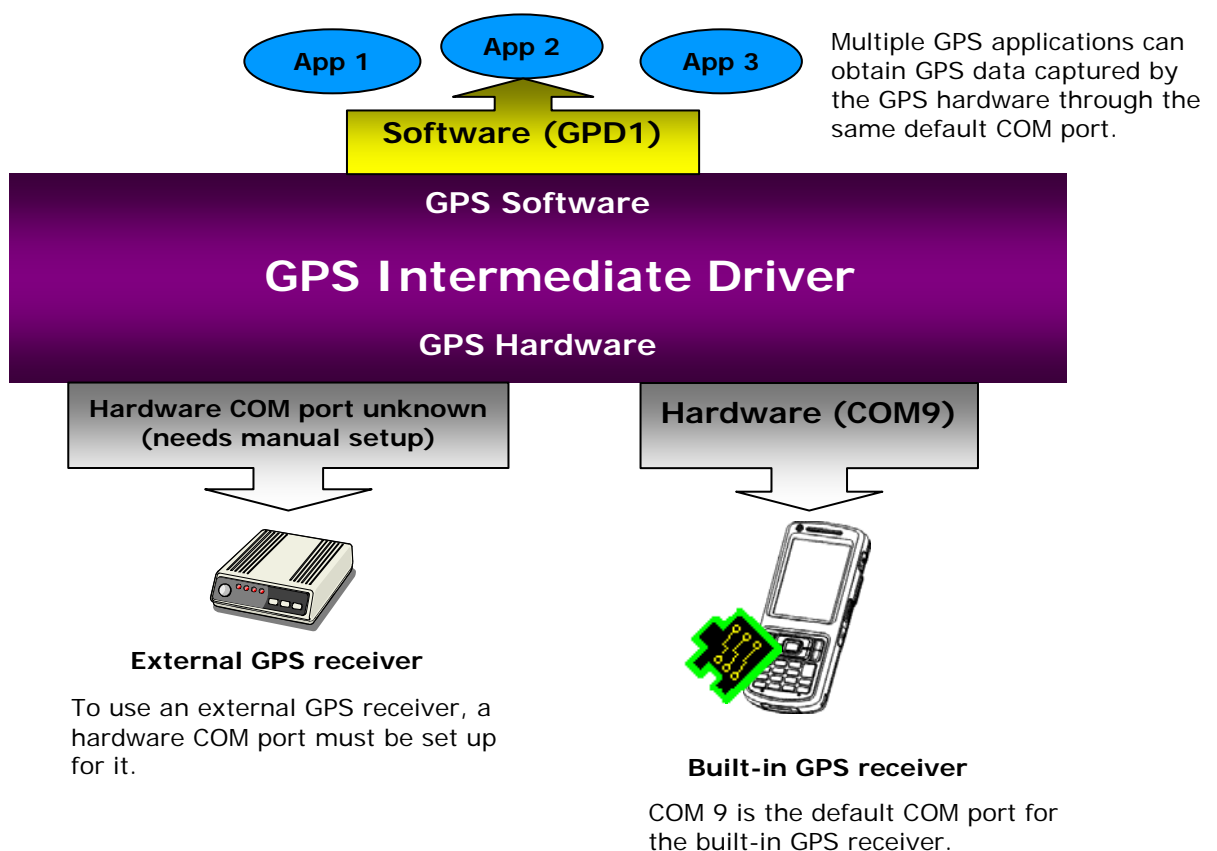 App 1
App 2
App 3
Multiple GPS applications can
obtain GPS data captured by
the GPS hardware through the
same default COM port.
Software (GPD1)
GPS Software
GPS Intermediate Driver
GPS Hardware
Hardware COM port unknown
(needs manual setup)
Hardware (COM9)
External GPS receiver
To use an external GPS receiver, a
hardware COM port must be set up
for it.
Built-in GPS receiver
COM 9 is the default COM port for
the built-in GPS receiver.